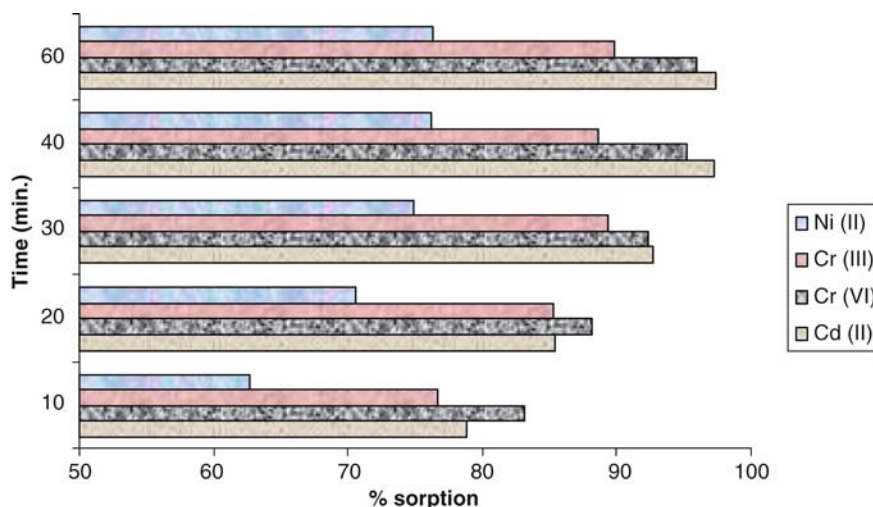 60
40
30
20
10
Time (min.)
50 60 70 80 90 100
% sorption
Ni (II)
Cr (III)
Cr (VI)
Cd (II)